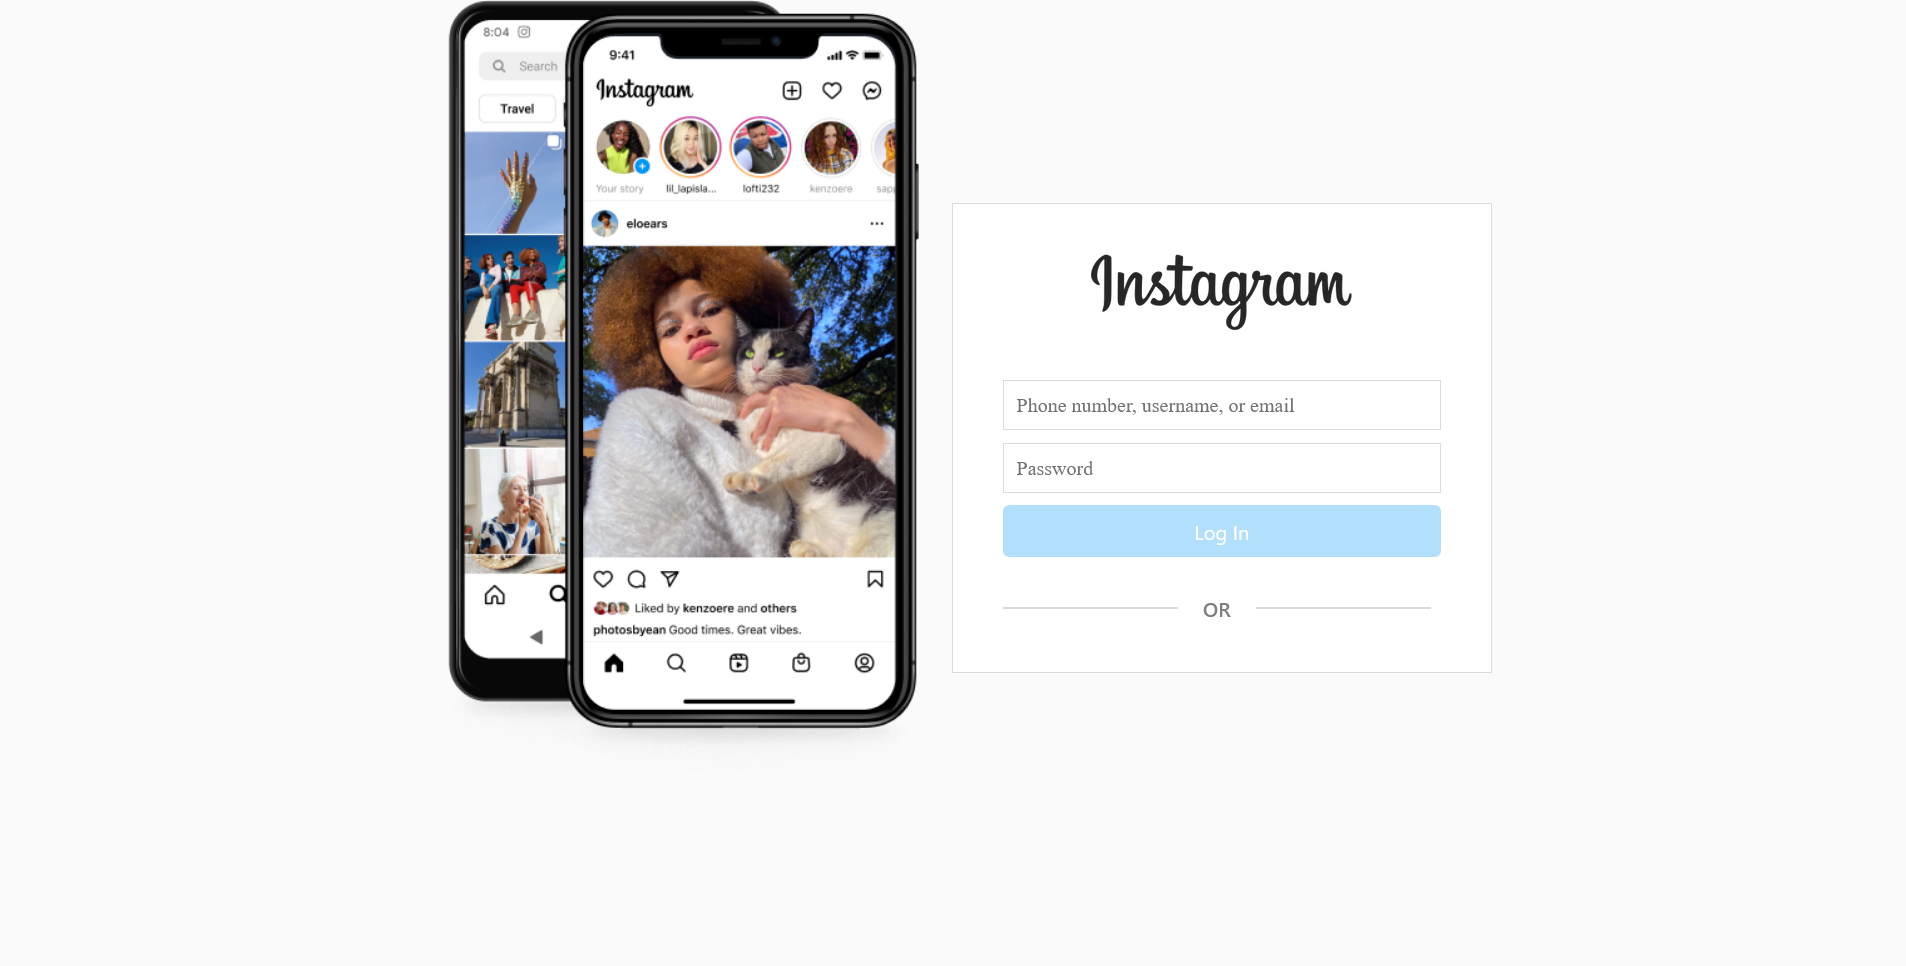 8:04
Search
Travel
9:41
Instagram
Your story
lil_lapisla...
lofti232
kenzoere
sapp
eloears
Liked by kenzoere and others
photosbyean Good times. Great vibes.
Instagram
Phone number, username, or email
Password
Log In
OR